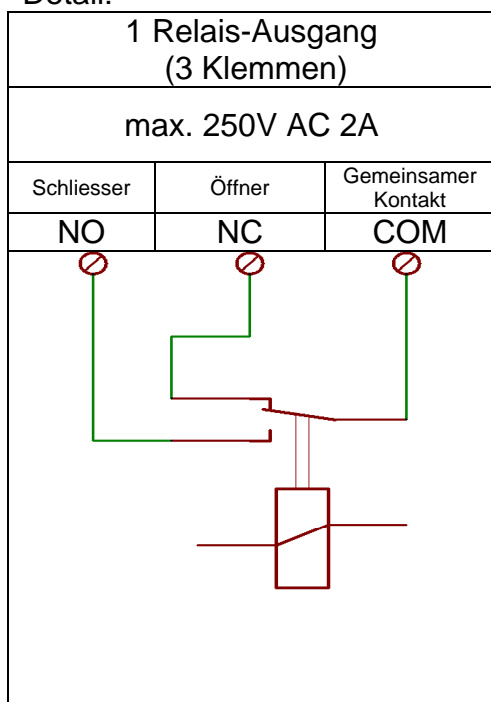 Detail:
1 Relais-Ausgang
(3 Klemmen)
max. 250V AC 2A
Schliesser
Öffner
Gemeinsamer
Kontakt
NO
NC
COM